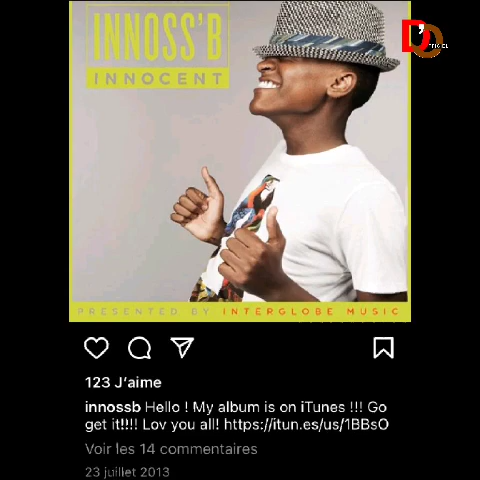 INNOSS'B
INNOCENT
PRESENTED BY INTERGLOBE MUSIC
123 J'aime
innossb Hello ! My album is on iTunes !!! Go
get it!!!! Lov you all! https://itun.es/us/1BBsO
Voir les 14 commentaires
23 juillet 2013